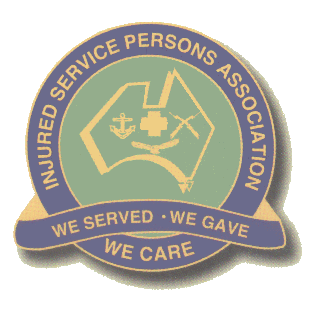 INJURED SERVICE PERSONS ASSOCIATION
WE SERVED · WE GAVE
WE CARE